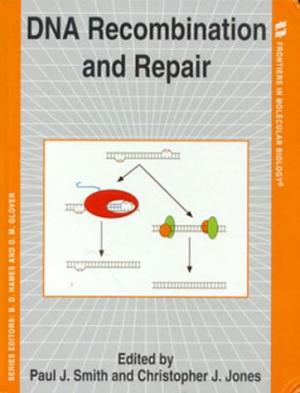 DNA Recombination
and Repair
FRONTIERS IN MOLECULAR BIOLOGY
SERIES EDITORS: B. D. HAMES AND D. M. GLOVER
Edited by
Paul J. Smith and Christopher J. Jones